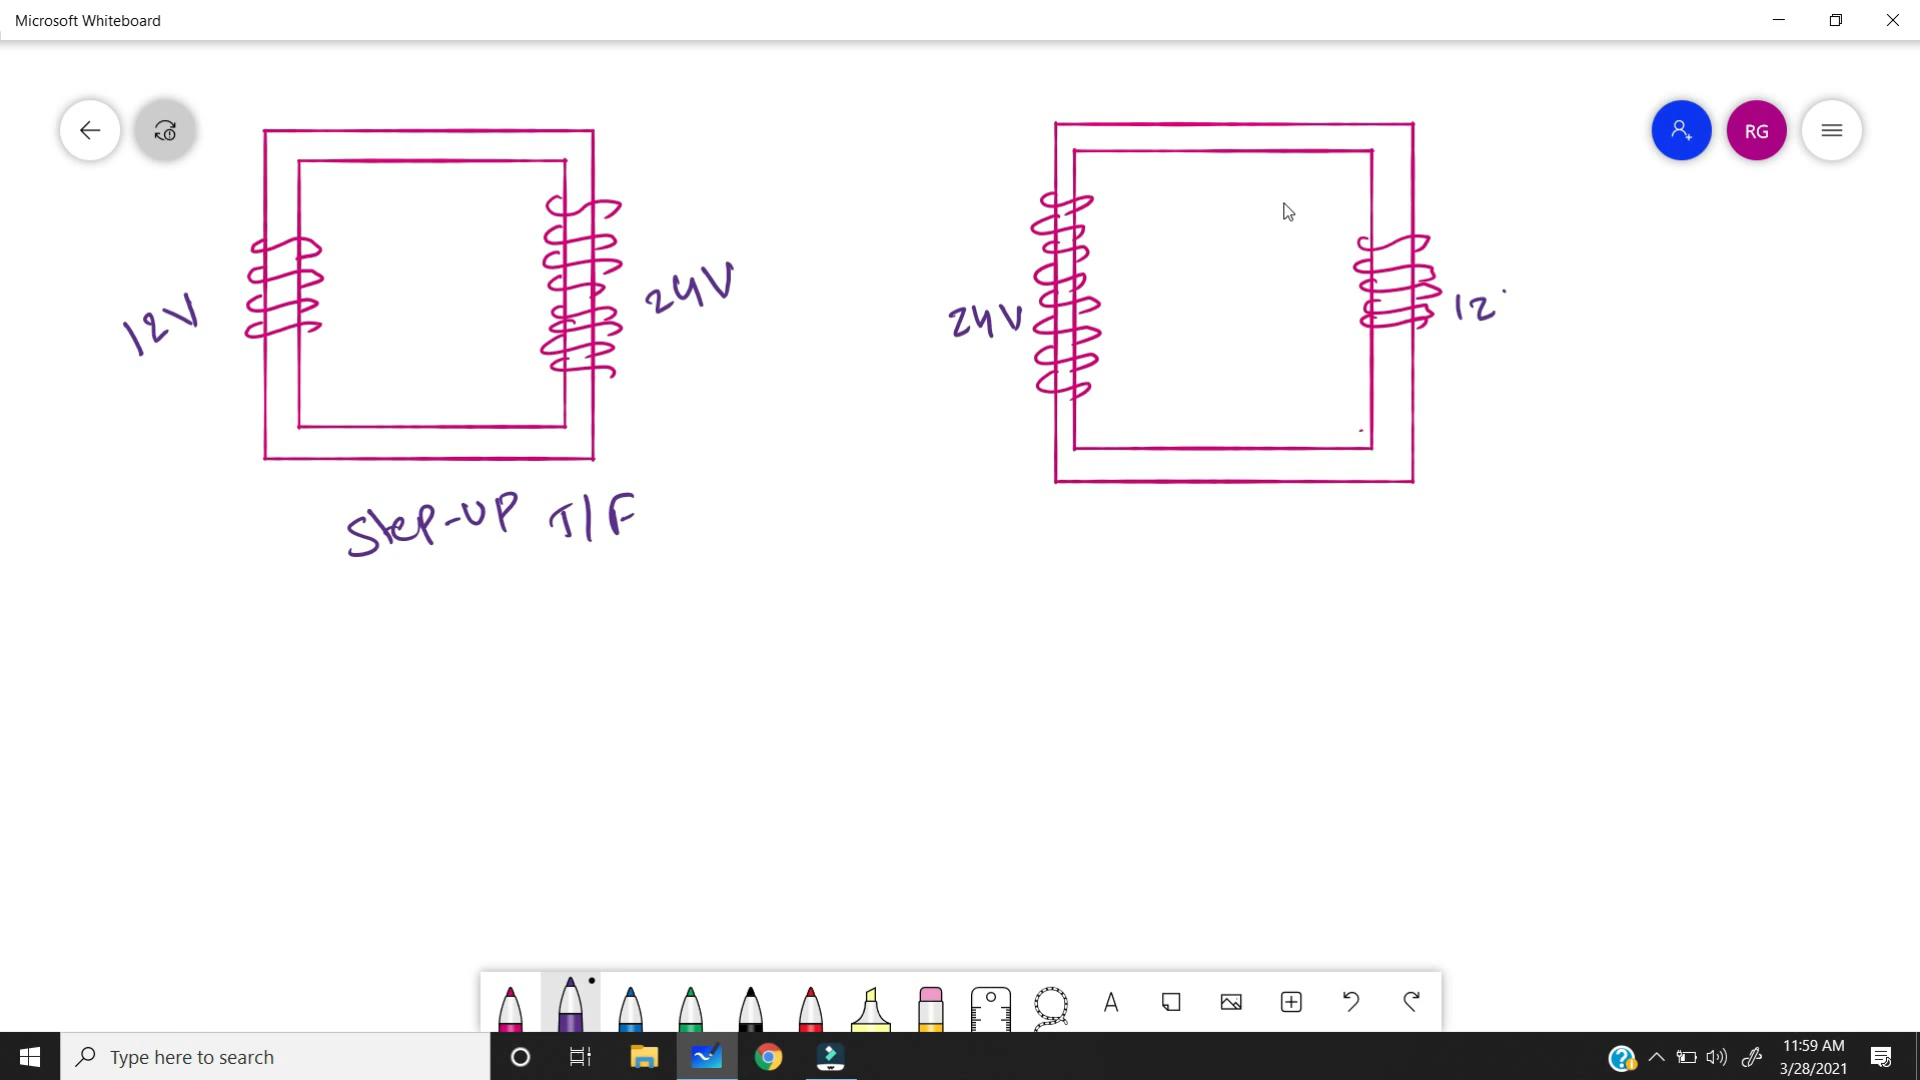 Microsoft Whiteboard
RG
12V
24V
24V
12
Step-UP T/F
A
Type here to search
11:59 AM
3/28/2021